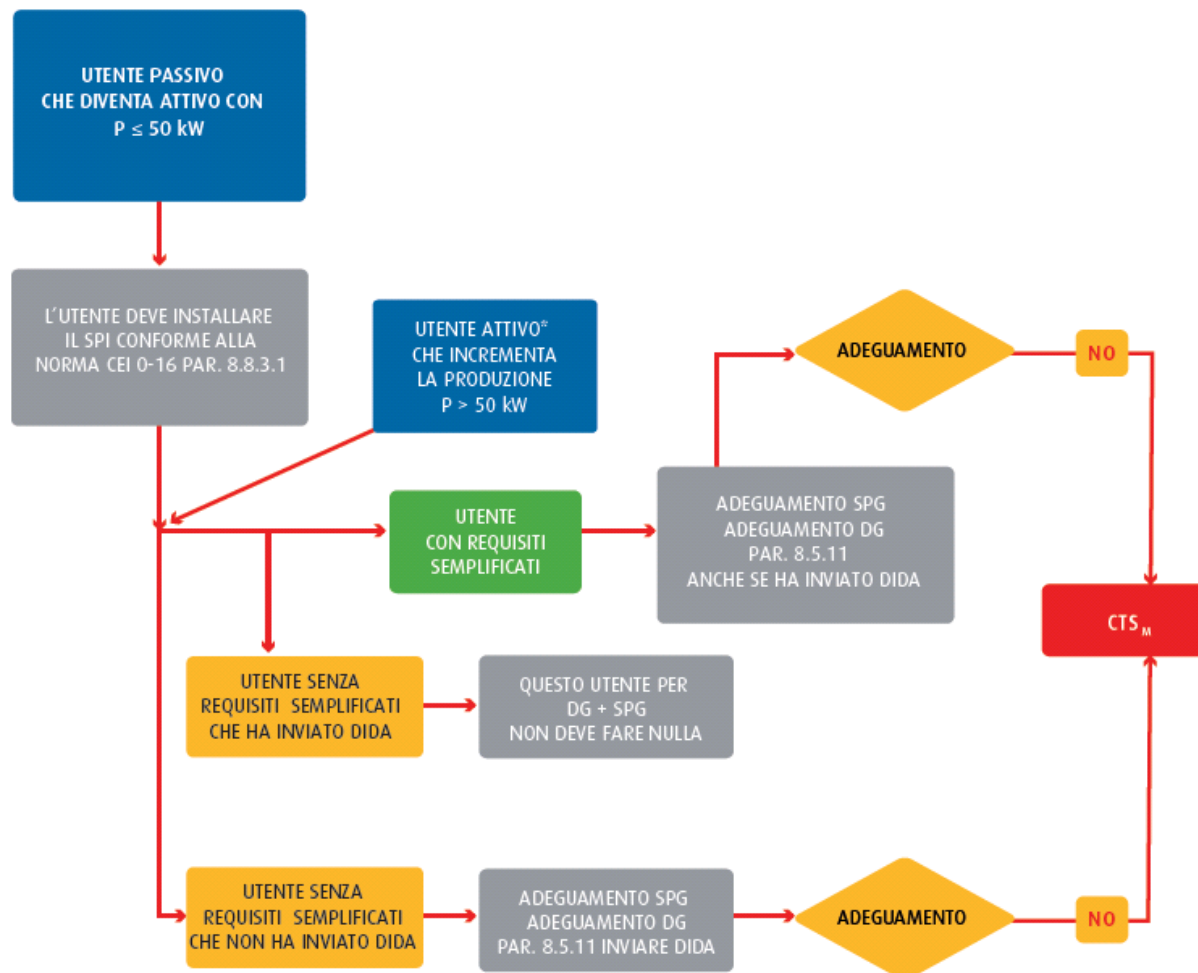 UTENTE PASSIVO
CHE DIVENTA ATTIVO CON
P ≤ 50 kW
L'UTENTE DEVE INSTALLARE
IL SPI CONFORME ALLA
NORMA CEI 0-16 PAR. 8.8.3.1
UTENTE ATTIVO*
CHE INCREMENTA
LA PRODUZIONE
P > 50 kW
ADEGUAMENTO
NO
UTENTE
CON REQUISITI
SEMPLIFICATI
ADEGUAMENTO SPG
ADEGUAMENTO DG
PAR. 8.5.11
ANCHE SE HA INVIATO DIDA
CTS M
UTENTE SENZA
REQUISITI SEMPLIFICATI
CHE HA INVIATO DIDA
QUESTO UTENTE PER
DG + SPG
NON DEVE FARE NULLA
UTENTE SENZA
REQUISITI SEMPLIFICATI
CHE NON HA INVIATO DIDA
ADEGUAMENTO SPG
ADEGUAMENTO DG
PAR. 8.5.11 INVIARE DIDA
ADEGUAMENTO
NO